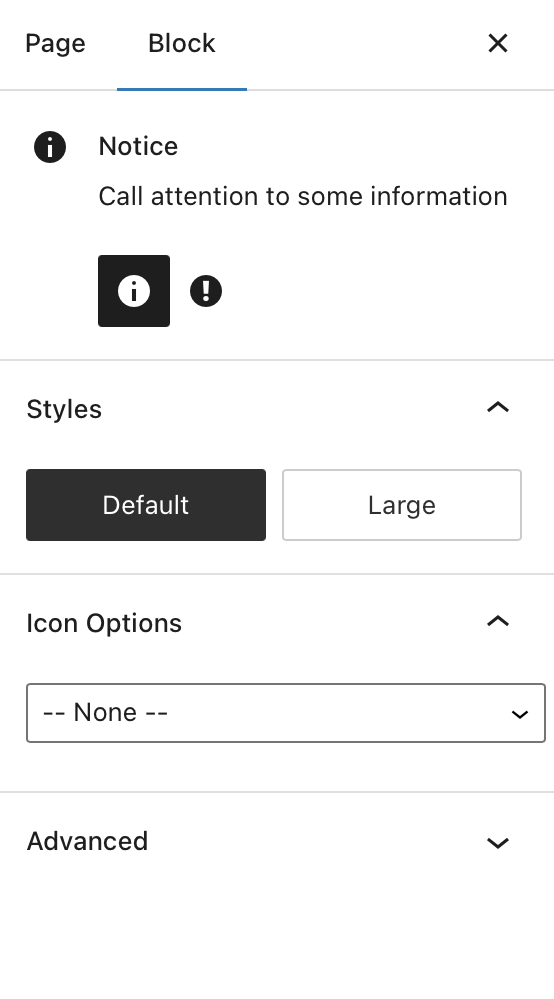 Page Block
Notice
Call attention to some information
Styles
Default Large
Icon Options
-- None --
Advanced